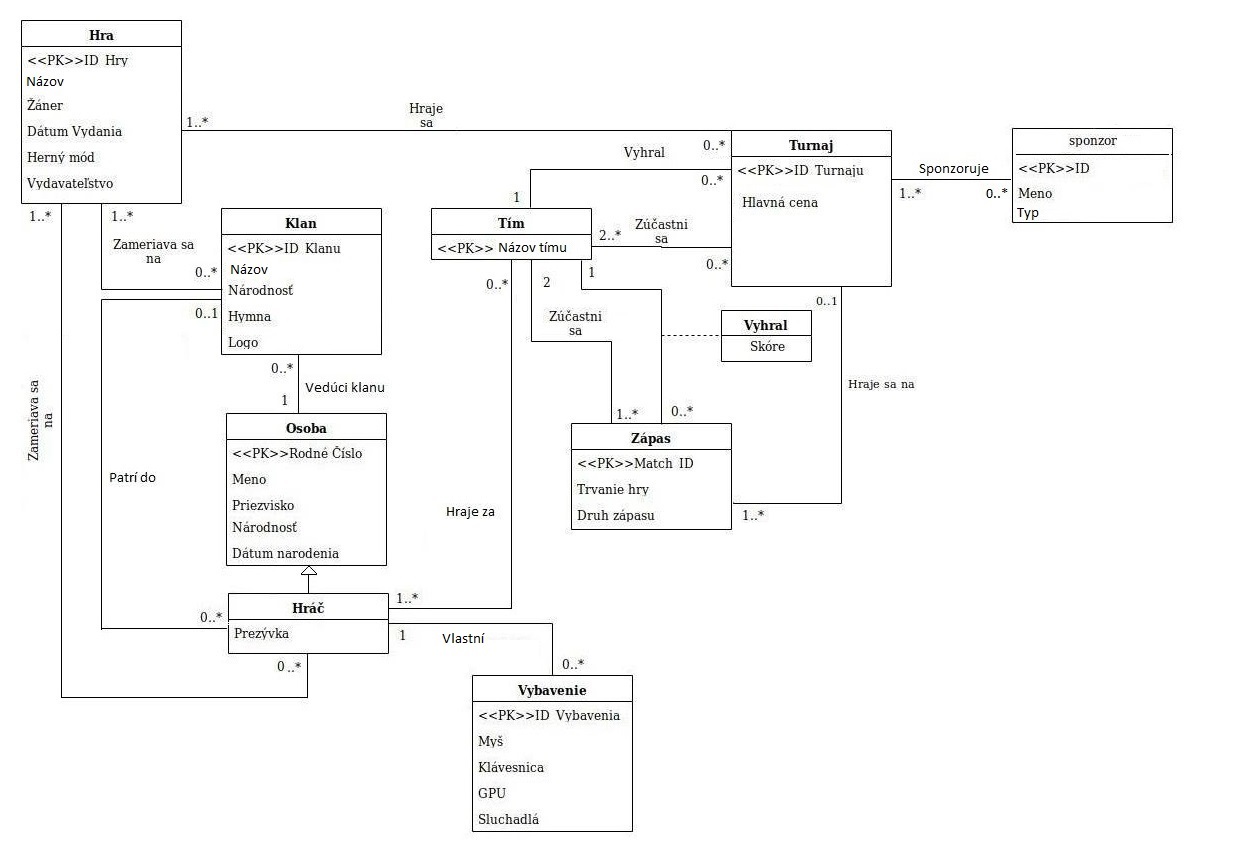 Hra
<<PK>>ID Hry
Názov
Žáner
Dátum Vydania
Herný mód
Vydavateľstvo
1..*
Hraje
sa
0..*
Turnaj
<<PK>>ID Turnaju
Hlavná cena
Sponzoruje
1..*
0..*
sponzor
<<PK>>ID
Meno
Typ
Vyhral
0..*
1
Tím
<<PK>> Názov tímu
2..*
Zúčastni
sa
0..*
1..*
1..*
Zameriava sa
na
0..*
Klan
<<PK>>ID Klanu
Názov
Národnosť
Hymna
Logo
0..1
0..*
Vedúci klanu
1
0..*
2
1
Zúčastni
sa
1..*
0..*
Vyhral
Skóre
0..1
Hraje sa na
1..*
Zápas
<<PK>>Match ID
Trvanie hry
Druh zápasu
Zameriava sa
na
Patrí do
Osoba
<<PK>>Rodné Číslo
Meno
Priezvisko
Národnosť
Dátum narodenia
Hraje za
1..*
0..*
Hráč
Prezývka
0..*
1
Vlastní
0..*
Vybavenie
<<PK>>ID Vybavenia
Myš
Klávesnica
GPU
Sluchadlá